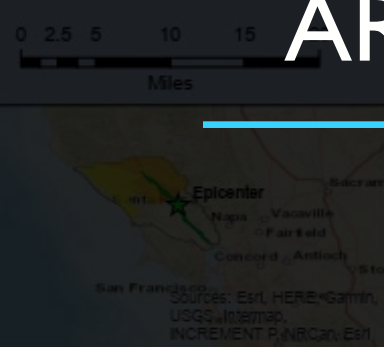 AR
0 2.5 5 10 15
Miles
Epicenter
Napa
Vacaville
Fairfield
Concord
Antioch
San Francisco
Sources: Esri, HERE, Garmin,
USGS, Intermap,
INCREMENT P, NRCan, Esri